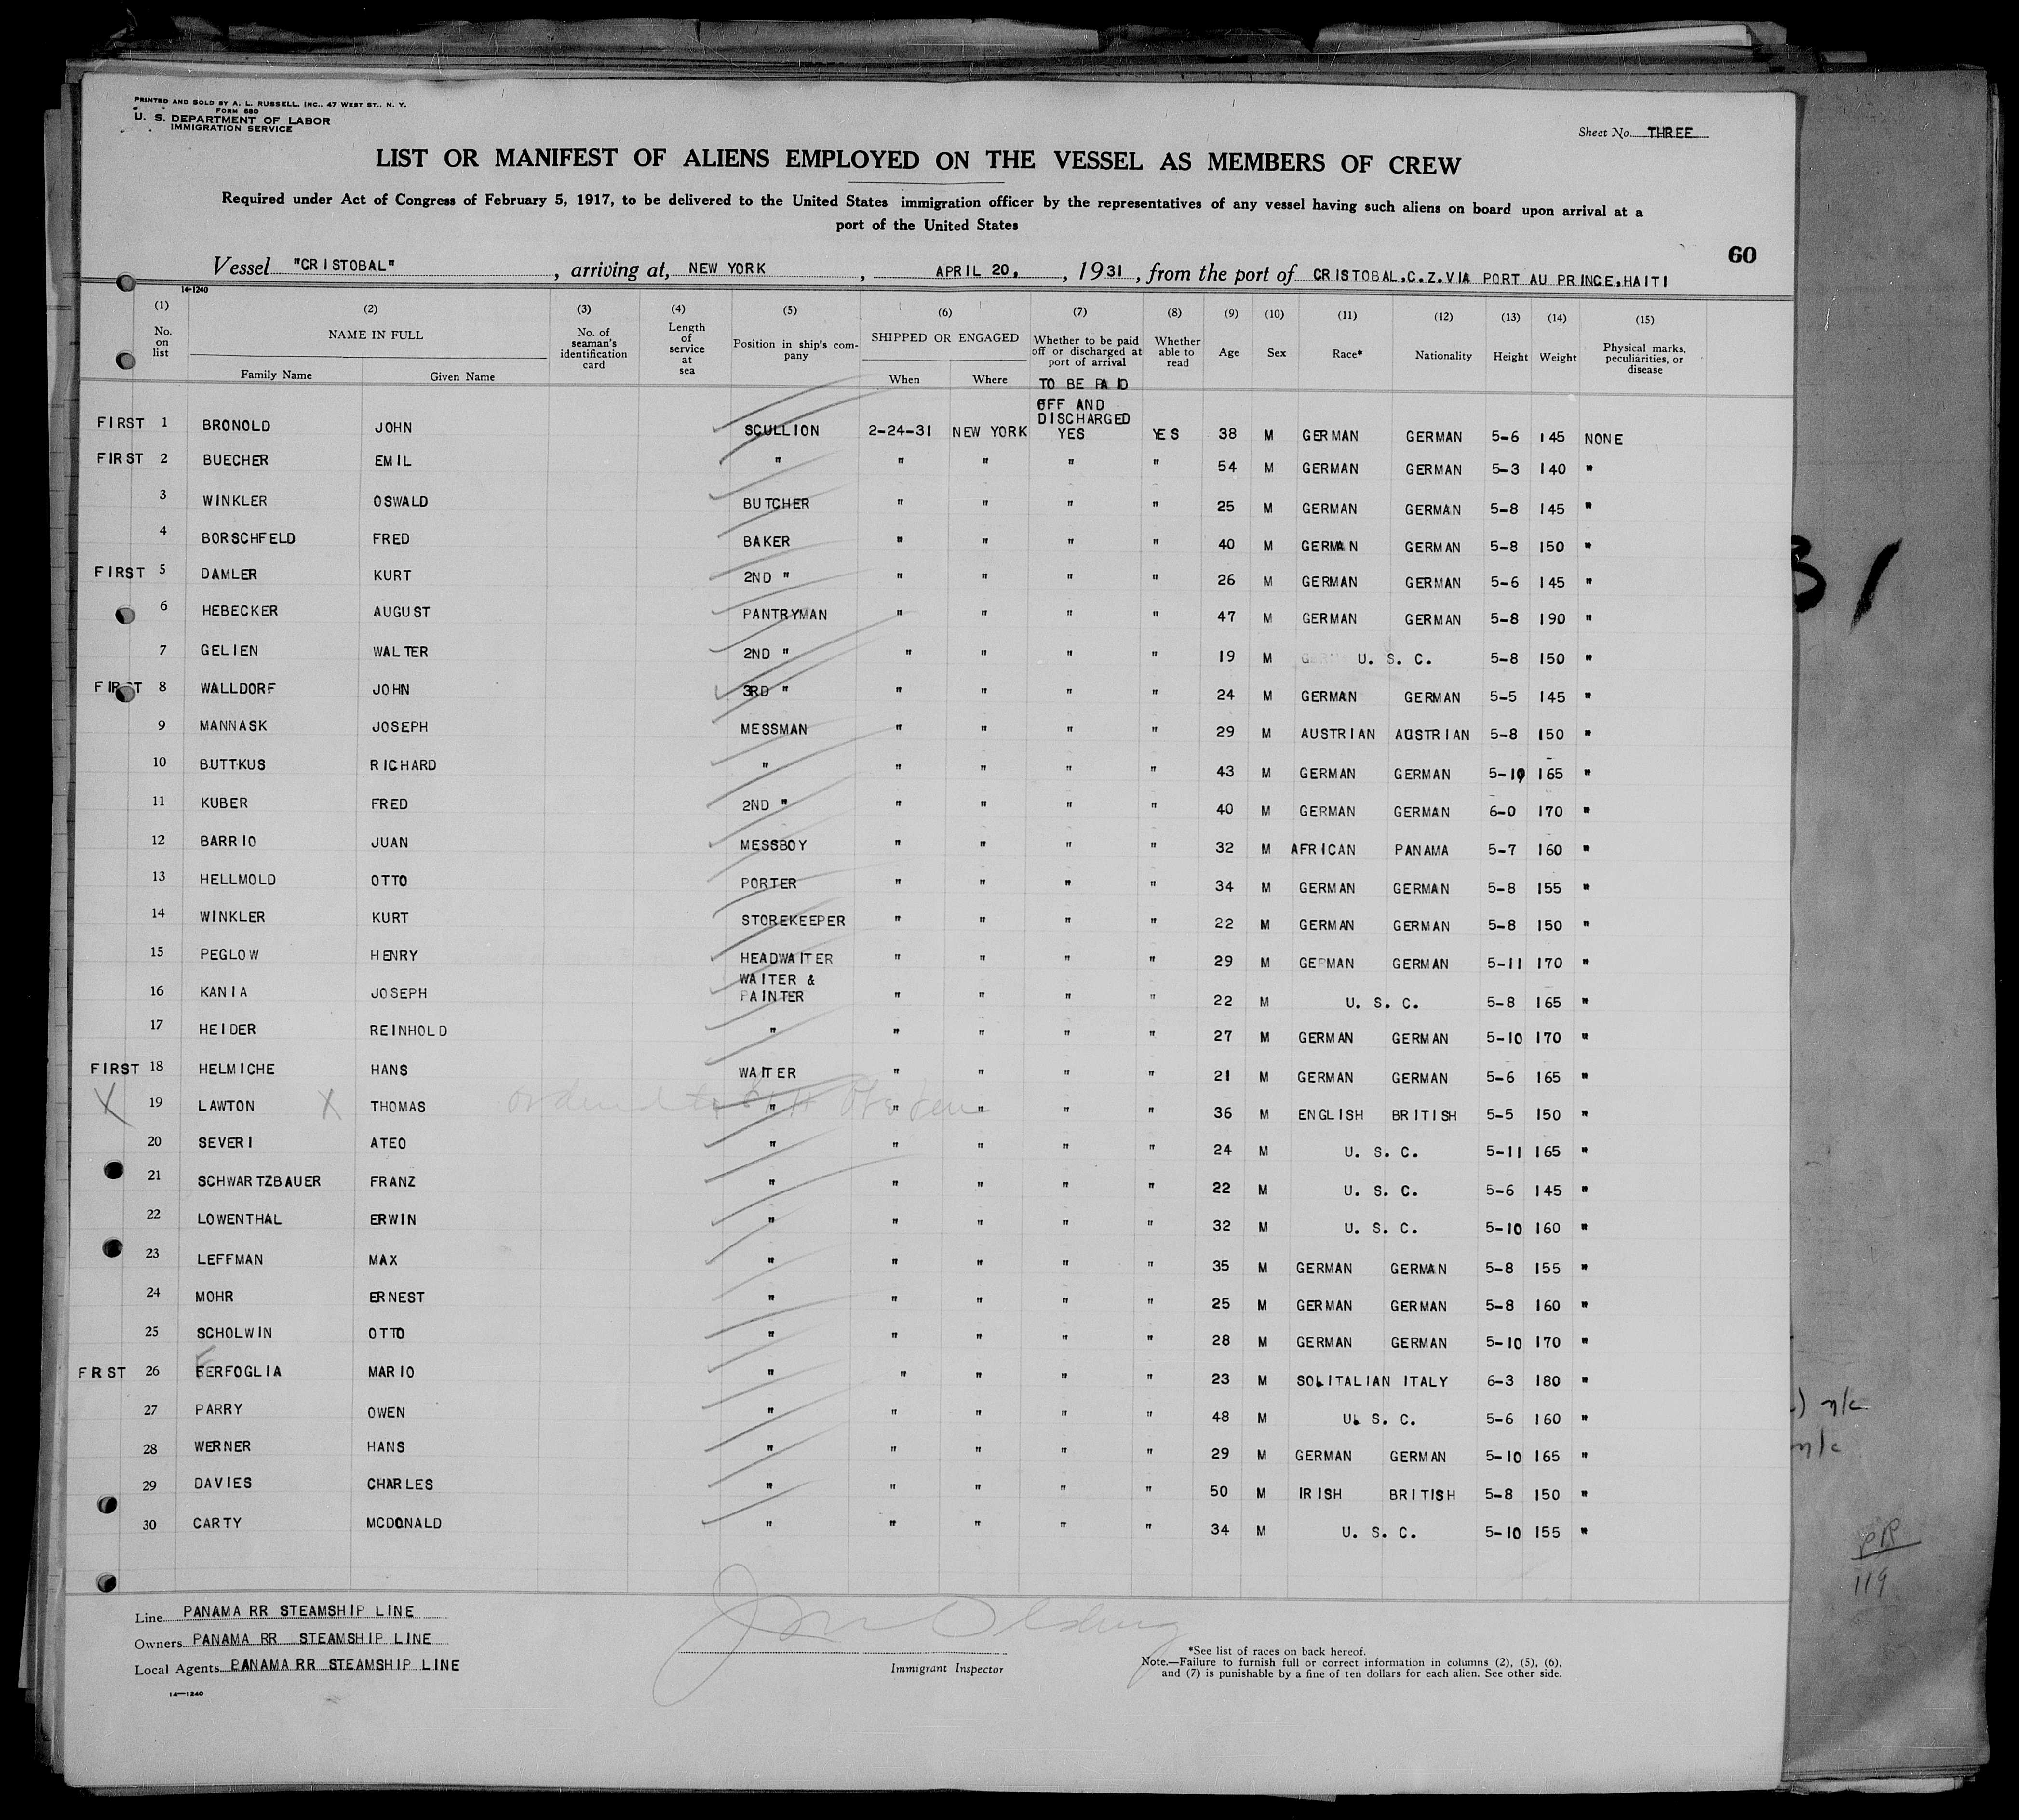 PRINTED AND SOLD BY A. L. RUSSELL, INC., 47 WEST ST., N. Y.
FORM 680
U. S. DEPARTMENT OF LABOR
IMMIGRATION SERVICE
Sheet No. THREE
LIST OR MANIFEST OF ALIENS EMPLOYED ON THE VESSEL AS MEMBERS OF CREW
Required under Act of Congress of February 5, 1917, to be delivered to the United States immigration officer by the representatives of any vessel having such aliens on board upon arrival at a
port of the United States
60
Vessel "CRISTOBAL", arriving at, NEW YORK, APRIL 20, 1931, from the port of CRISTOBAL,C.Z.VIA PORT AU PRINCE,HAITI
14-1240
(1) (2) (3) (4) (5) (6) (7) (8) (9) (10) (11) (12) (13) (14) (15)
No. on list NAME IN FULL Family Name Given Name No. of seaman's identification card Length of service at sea Position in ship's company SHIPPED OR ENGAGED When Where Whether to be paid off or discharged at port of arrival Whether able to read Age Sex Race* Nationality Height Weight Physical marks, peculiarities, or disease
TO BE PAID
OFF AND
DISCHARGED
FIRST 1 BRONOLD JOHN SCULLION 2-24-31 NEW YORK YES YES 38 M GERMAN GERMAN 5-6 145 NONE
FIRST 2 BUECHER EMIL " " " " " 54 M GERMAN GERMAN 5-3 140 "
3 WINKLER OSWALD BUTCHER " " " " 25 M GERMAN GERMAN 5-8 145 "
4 BORSCHFELD FRED BAKER " " " " 40 M GERMAN GERMAN 5-8 150 "
FIRST 5 DAMLER KURT 2ND " " " " " 26 M GERMAN GERMAN 5-6 145 "
6 HEBECKER AUGUST PANTRYMAN " " " " 47 M GERMAN GERMAN 5-8 190 "
7 GELIEN WALTER 2ND " " " " " 19 M U. S. C. 5-8 150 "
FIRST 8 WALLDORF JOHN 3RD " " " " " 24 M GERMAN GERMAN 5-5 145 "
9 MANNASK JOSEPH MESSMAN " " " " 29 M AUSTRIAN AUSTRIAN 5-8 150 "
10 BUTTKUS RICHARD " " " " " 43 M GERMAN GERMAN 5-10 165 "
11 KUBER FRED 2ND " " " " " 40 M GERMAN GERMAN 6-0 170 "
12 BARRIO JUAN MESSBOY " " " " 32 M AFRICAN PANAMA 5-7 160 "
13 HELLMOLD OTTO PORTER " " " " 34 M GERMAN GERMAN 5-8 155 "
14 WINKLER KURT STOREKEEPER " " " " 22 M GERMAN GERMAN 5-8 150 "
15 PEGLOW HENRY HEADWAITER " " " " 29 M GERMAN GERMAN 5-11 170 "
16 KANIA JOSEPH WAITER & PAINTER " " " " 22 M U. S. C. 5-8 165 "
17 HEIDER REINHOLD " " " " " 27 M GERMAN GERMAN 5-10 170 "
FIRST 18 HELMICHE HANS WAITER " " " " 21 M GERMAN GERMAN 5-6 165 "
X 19 LAWTON X THOMAS " " " " " 36 M ENGLISH BRITISH 5-5 150 "
20 SEVERI ATEO " " " " " 24 M U. S. C. 5-11 165 "
21 SCHWARTZBAUER FRANZ " " " " " 22 M U. S. C. 5-6 145 "
22 LOWENTHAL ERWIN " " " " " 32 M U. S. C. 5-10 160 "
23 LEFFMAN MAX " " " " " 35 M GERMAN GERMAN 5-8 155 "
24 MOHR ERNEST " " " " " 25 M GERMAN GERMAN 5-8 160 "
25 SCHOLWIN OTTO " " " " " 28 M GERMAN GERMAN 5-10 170 "
FRST 26 FERFOGLIA MARIO " " " " " 23 M SO.ITALIAN ITALY 6-3 180 "
27 PARRY OWEN " " " " " 48 M U. S. C. 5-6 160 "
28 WERNER HANS " " " " " 29 M GERMAN GERMAN 5-10 165 "
29 DAVIES CHARLES " " " " " 50 M IRISH BRITISH 5-8 150 "
30 CARTY MCDONALD " " " " " 34 M U. S. C. 5-10 155 "
Line PANAMA RR STEAMSHIP LINE
Owners PANAMA RR STEAMSHIP LINE
Local Agents PANAMA RR STEAMSHIP LINE
14-1240
Immigrant Inspector
*See list of races on back hereof.
Note.—Failure to furnish full or correct information in columns (2), (5), (6),
and (7) is punishable by a fine of ten dollars for each alien. See other side.
31
n/c
n/c
PR
119